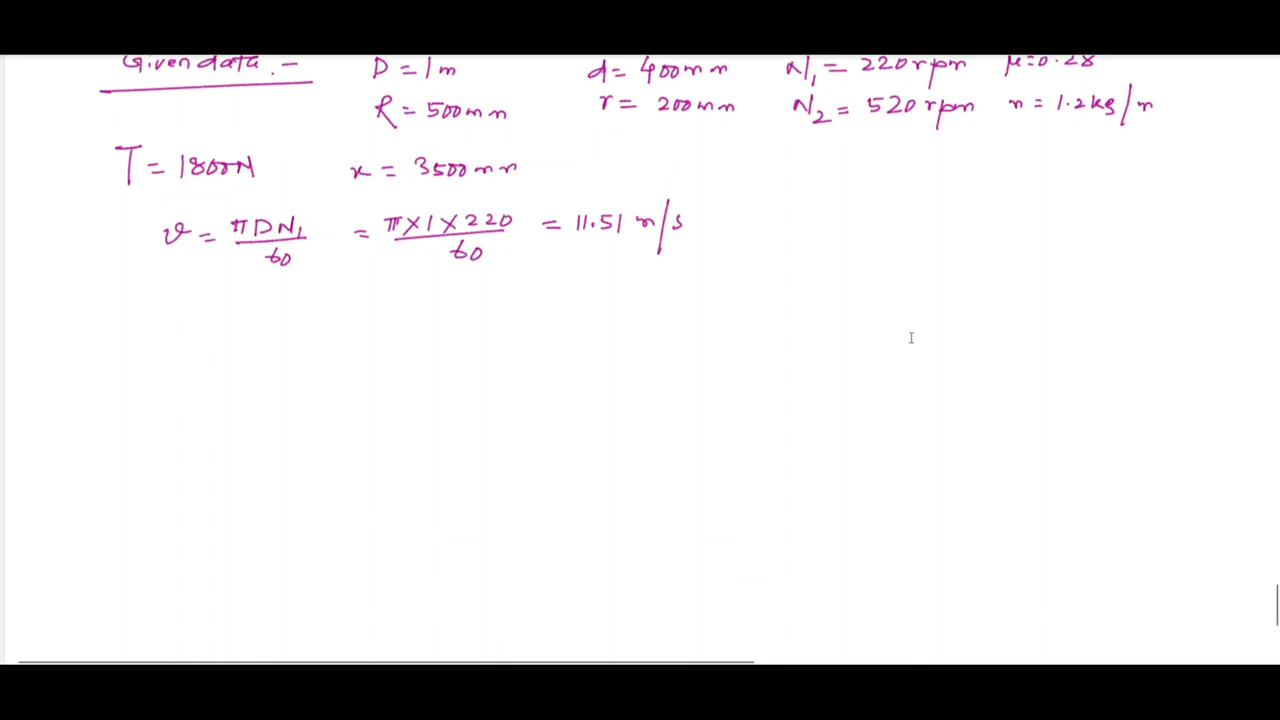 Given data :-
D = 1m d = 400mm N₁ = 220rpm μ = 0.28
R = 500mm r = 200mm N₂ = 520rpm m = 1.2kg/m
T = 1800N x = 3500mm
v = πDN₁/60 = π×1×220/60 = 11.51 m/s